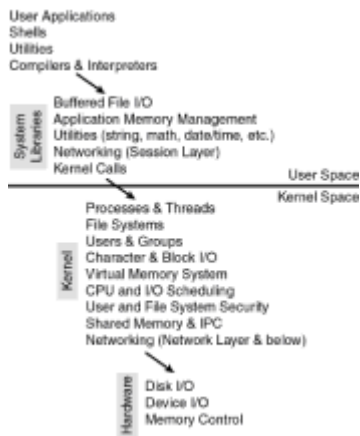 User Applications
Shells
Utilities
Compilers & Interpreters
System Libraries
Buffered File I/O
Application Memory Management
Utilities (string, math, date/time, etc.)
Networking (Session Layer)
Kernel Calls
User Space
Kernel Space
Kernel
Processes & Threads
File Systems
Users & Groups
Character & Block I/O
Virtual Memory System
CPU and I/O Scheduling
User and File System Security
Shared Memory & IPC
Networking (Network Layer & below)
Hardware
Disk I/O
Device I/O
Memory Control